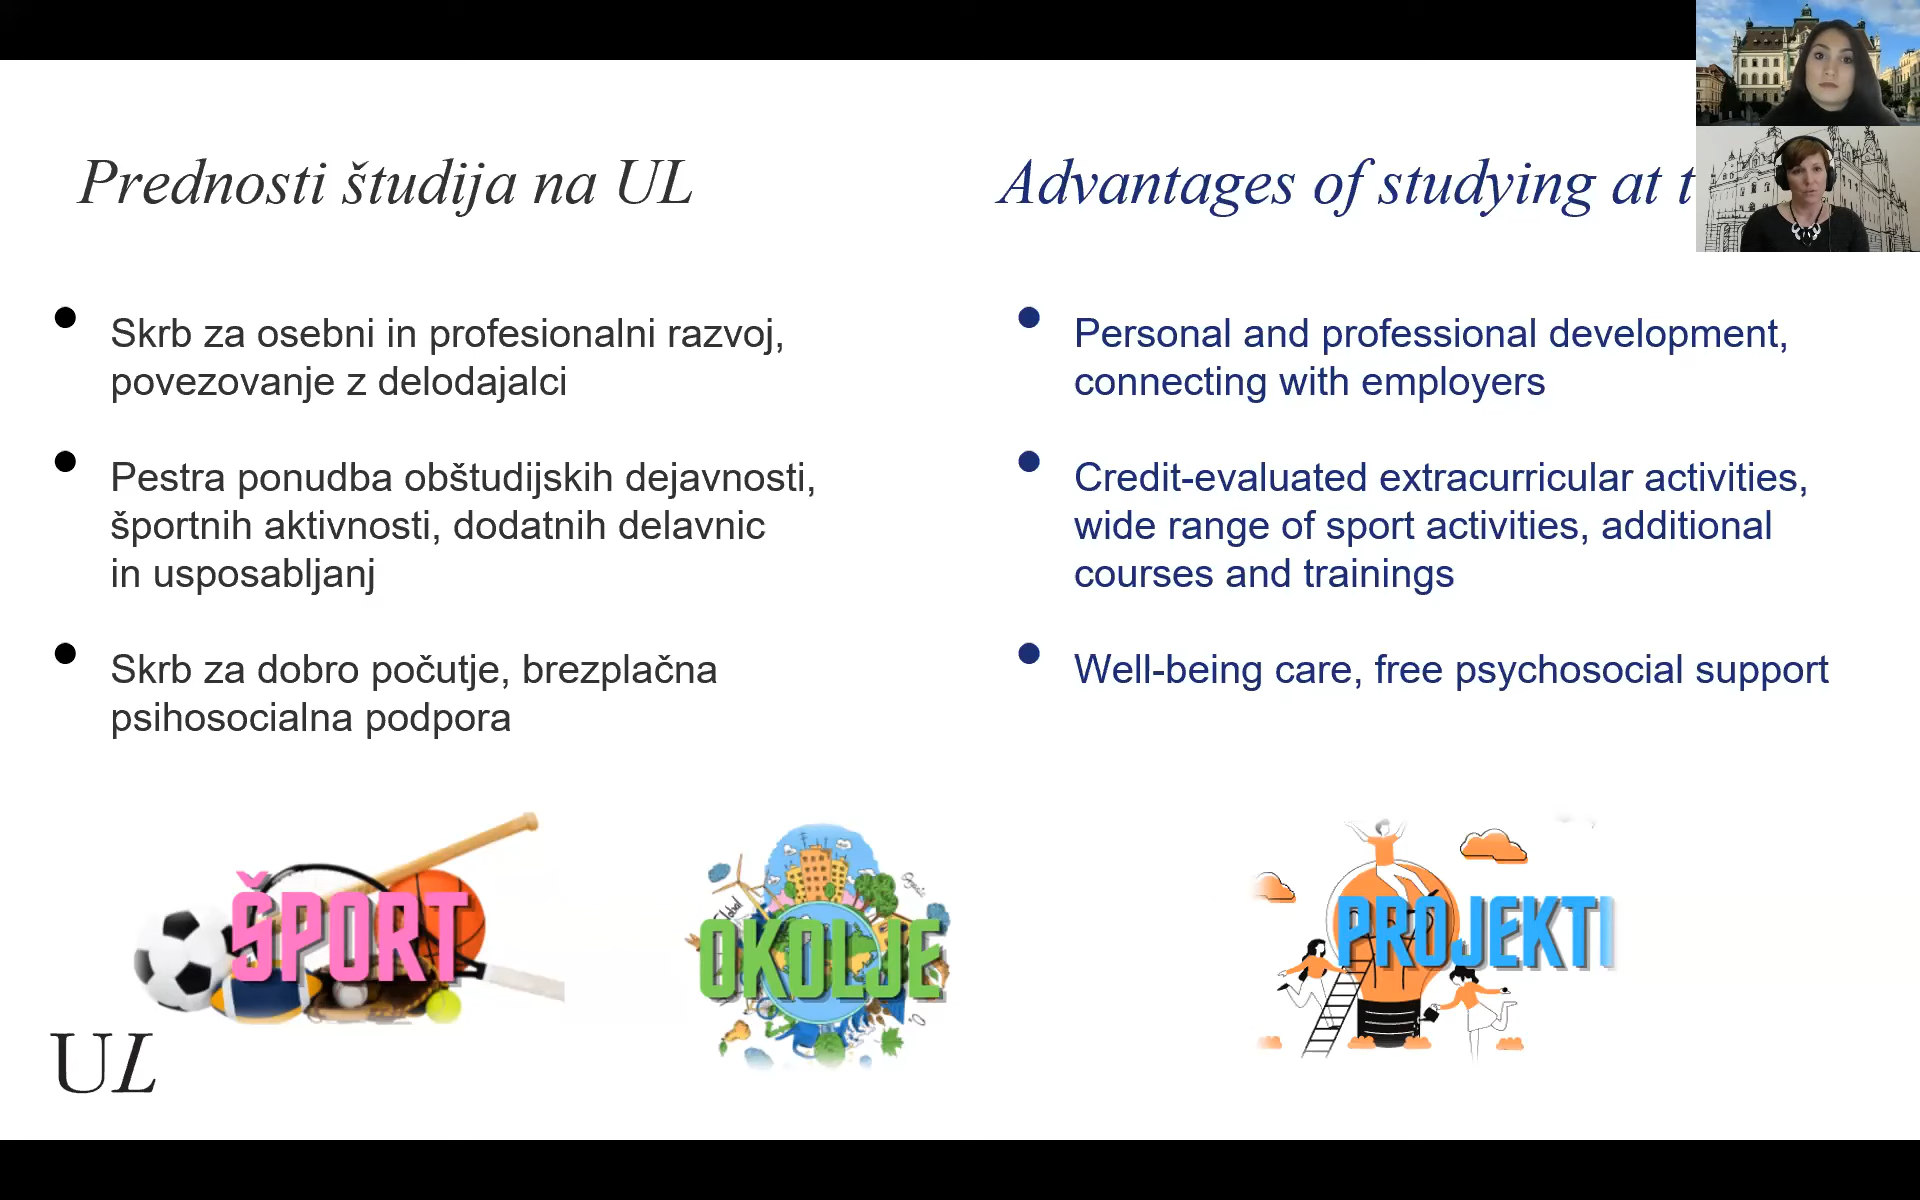 Prednosti študija na UL
Skrb za osebni in profesionalni razvoj,
povezovanje z delodajalci
Pestra ponudba obštudijskih dejavnosti,
športnih aktivnosti, dodatnih delavnic
in usposabljanj
Skrb za dobro počutje, brezplačna
psihosocialna podpora
Advantages of studying at t
Personal and professional development,
connecting with employers
Credit-evaluated extracurricular activities,
wide range of sport activities, additional
courses and trainings
Well-being care, free psychosocial support
ŠPORT
Global
Organic
OKOLJE
PROJEKTI
UL